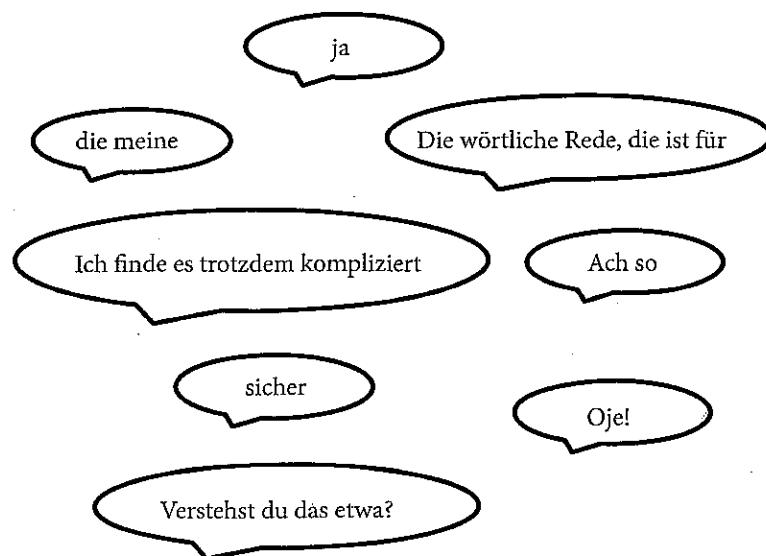 ja
die meine
Die wörtliche Rede, die ist für
Ich finde es trotzdem kompliziert
Ach so
sicher
Oje!
Verstehst du das etwa?